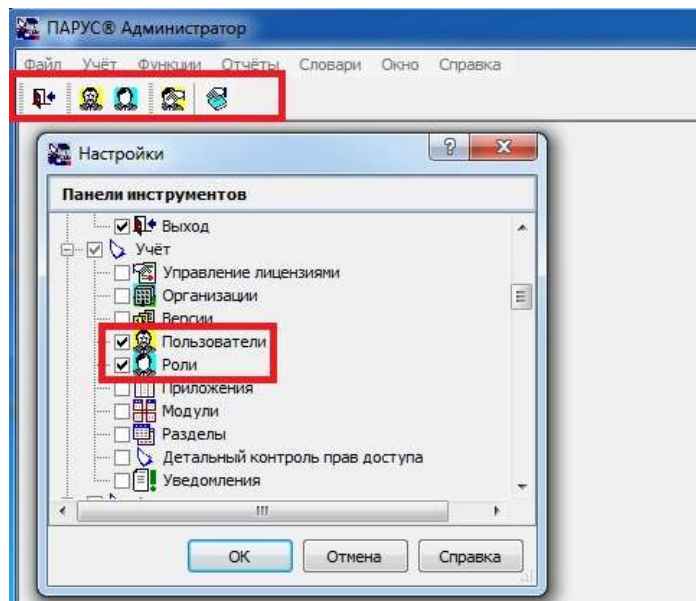 ПАРУС® Администратор
Файл Учёт Функции Отчёты Словари Окно Справка
Настройки
Панели инструментов
Выход
Учёт
Управление лицензиями
Организации
Версии
Пользователи
Роли
Приложения
Модули
Разделы
Детальный контроль прав доступа
Уведомления
ОК Отмена Справка